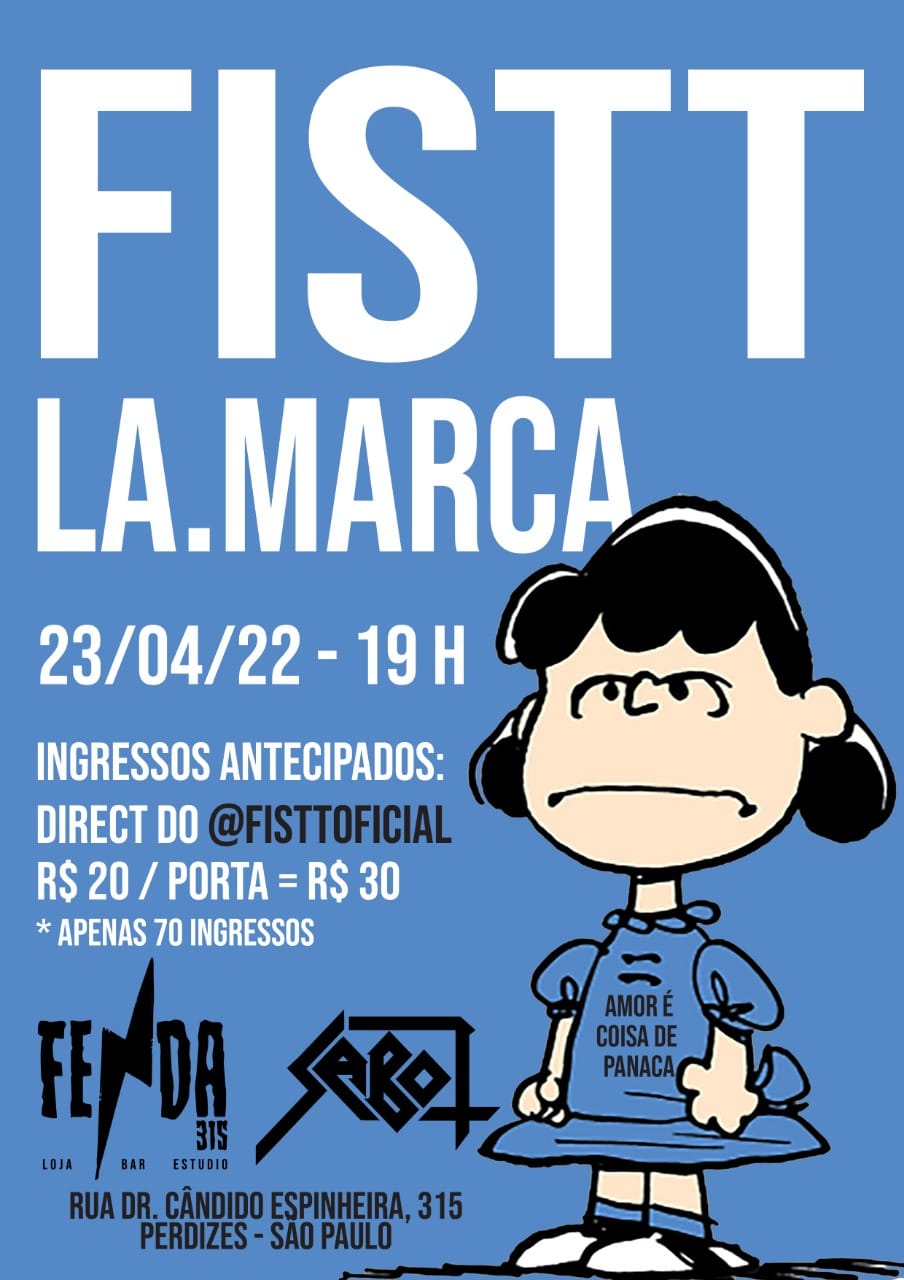 FISTT
LA.MARCA
23/04/22 - 19 H
INGRESSOS ANTECIPADOS:
DIRECT DO @FISTTOFICIAL
R$ 20 / PORTA = R$ 30
* APENAS 70 INGRESSOS
AMOR É
COISA DE
PANACA
FENDA
315
LOJA BAR ESTUDIO
SABOT
RUA DR. CÂNDIDO ESPINHEIRA, 315
PERDIZES - SÃO PAULO